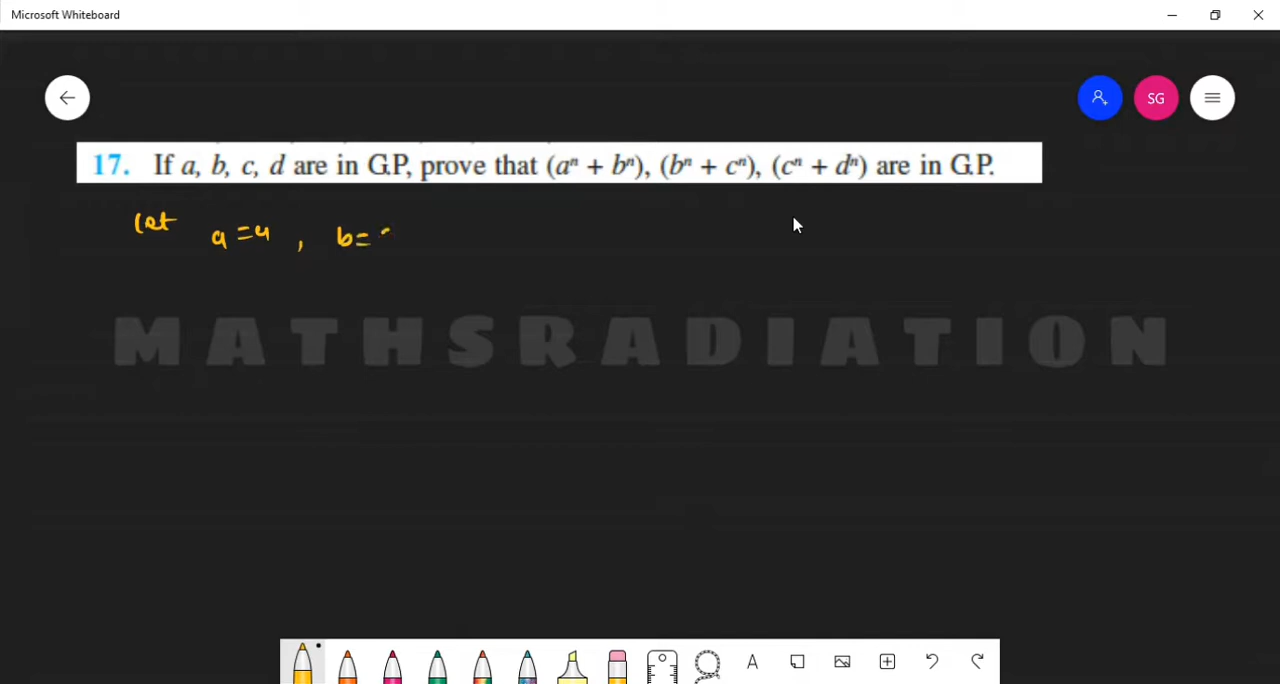 Microsoft Whiteboard
SG
17. If a, b, c, d are in G.P, prove that (aⁿ + bⁿ), (bⁿ + cⁿ), (cⁿ + dⁿ) are in G.P.
let a = a , b =
MATHSRADIATION
A